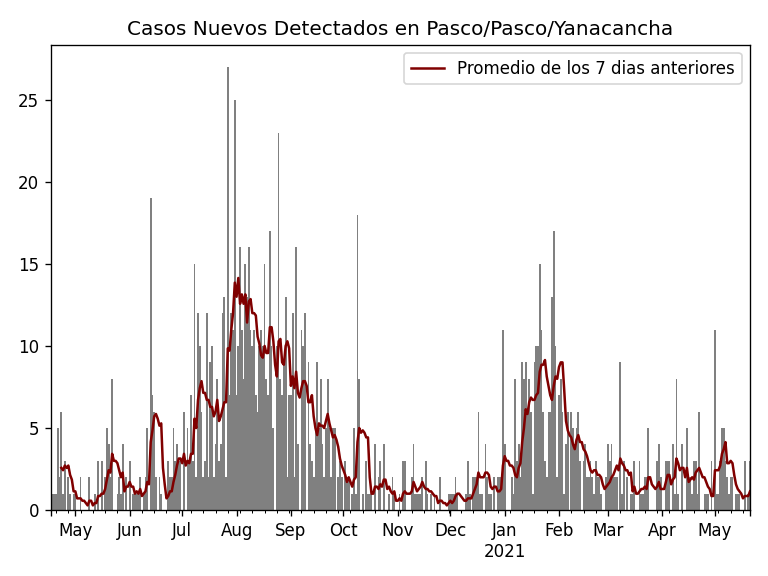 Casos Nuevos Detectados en Pasco/Pasco/Yanacancha
Promedio de los 7 dias anteriores
25
20
15
10
5
0
May Jun Jul Aug Sep Oct Nov Dec Jan Feb Mar Apr May
2021